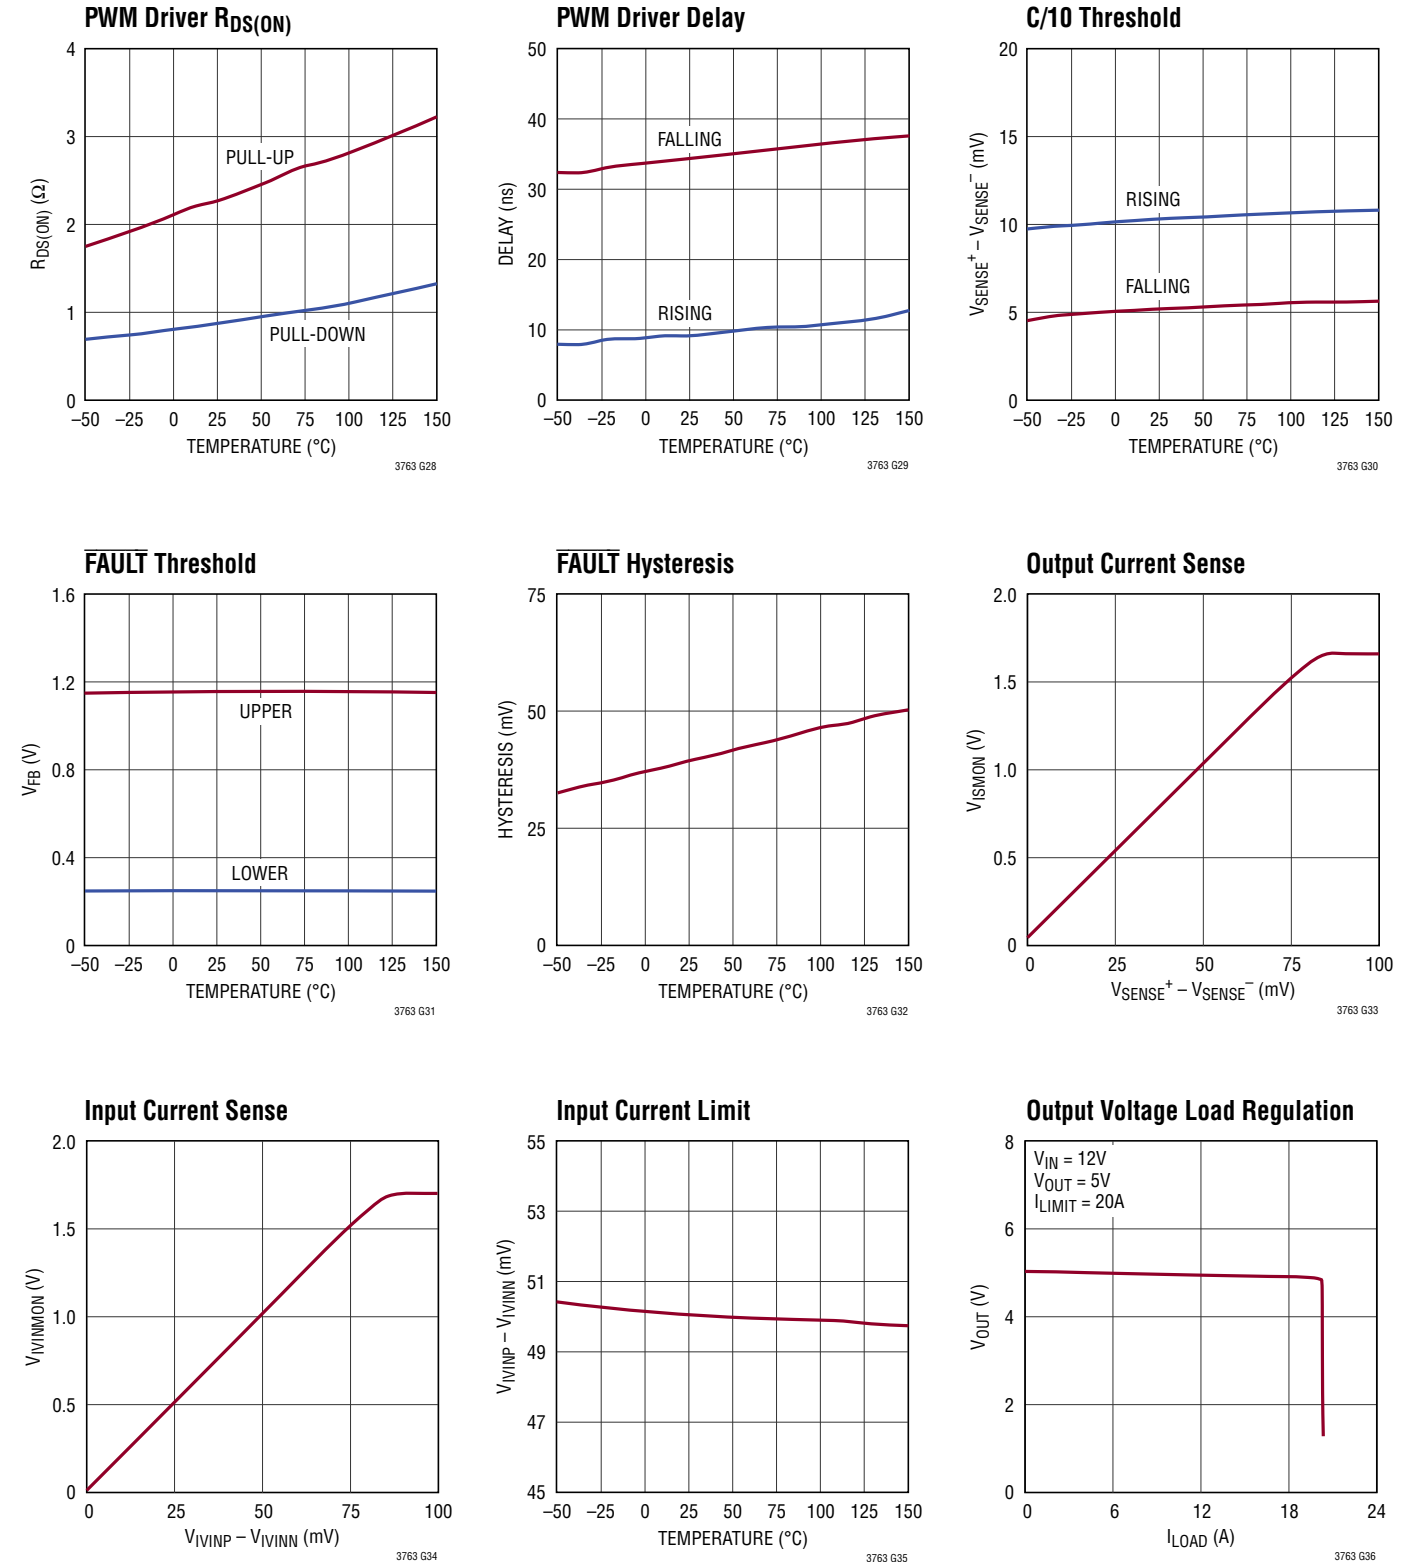 PWM Driver RDS(ON)
4
3
2
1
0
RDS(ON) (Ω)
PULL-UP
PULL-DOWN
–50 –25 0 25 50 75 100 125 150
TEMPERATURE (°C)
3763 G28
PWM Driver Delay
50
40
30
20
10
0
DELAY (ns)
FALLING
RISING
–50 –25 0 25 50 75 100 125 150
TEMPERATURE (°C)
3763 G29
C/10 Threshold
20
15
10
5
0
VSENSE+ – VSENSE– (mV)
RISING
FALLING
–50 –25 0 25 50 75 100 125 150
TEMPERATURE (°C)
3763 G30
FAULT Threshold
1.6
1.2
0.8
0.4
0
VFB (V)
UPPER
LOWER
–50 –25 0 25 50 75 100 125 150
TEMPERATURE (°C)
3763 G31
FAULT Hysteresis
75
50
25
0
HYSTERESIS (mV)
–50 –25 0 25 50 75 100 125 150
TEMPERATURE (°C)
3763 G32
Output Current Sense
2.0
1.5
1.0
0.5
0
VISMON (V)
0 25 50 75 100
VSENSE+ – VSENSE– (mV)
3763 G33
Input Current Sense
2.0
1.5
1.0
0.5
0
VIVINMON (V)
0 25 50 75 100
VIVINP – VIVINN (mV)
3763 G34
Input Current Limit
55
53
51
49
47
45
VIVINP – VIVINN (mV)
–50 –25 0 25 50 75 100 125 150
TEMPERATURE (°C)
3763 G35
Output Voltage Load Regulation
8
6
4
2
0
VOUT (V)
VIN = 12V
VOUT = 5V
ILIMIT = 20A
0 6 12 18 24
ILOAD (A)
3763 G36